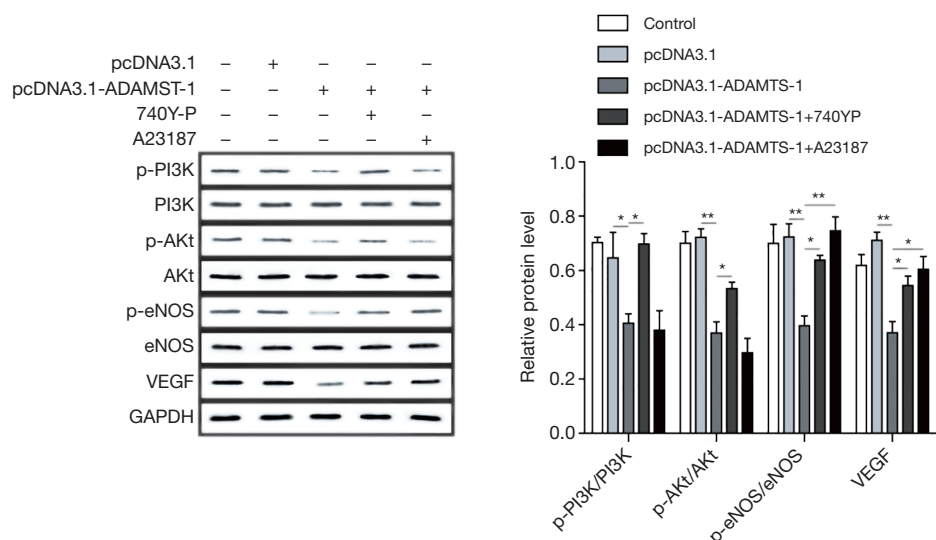 pcDNA3.1 – + – – –
pcDNA3.1-ADAMST-1 – – + + +
740Y-P – – – + –
A23187 – – – – +
p-PI3K
PI3K
p-AKt
AKt
p-eNOS
eNOS
VEGF
GAPDH
Control
pcDNA3.1
pcDNA3.1-ADAMTS-1
pcDNA3.1-ADAMTS-1+740YP
pcDNA3.1-ADAMTS-1+A23187
Relative protein level
1.0
0.8
0.6
0.4
0.2
0.0
* *
** *
** * **
** * *
p-PI3K/PI3K
p-AKt/AKt
p-eNOS/eNOS
VEGF